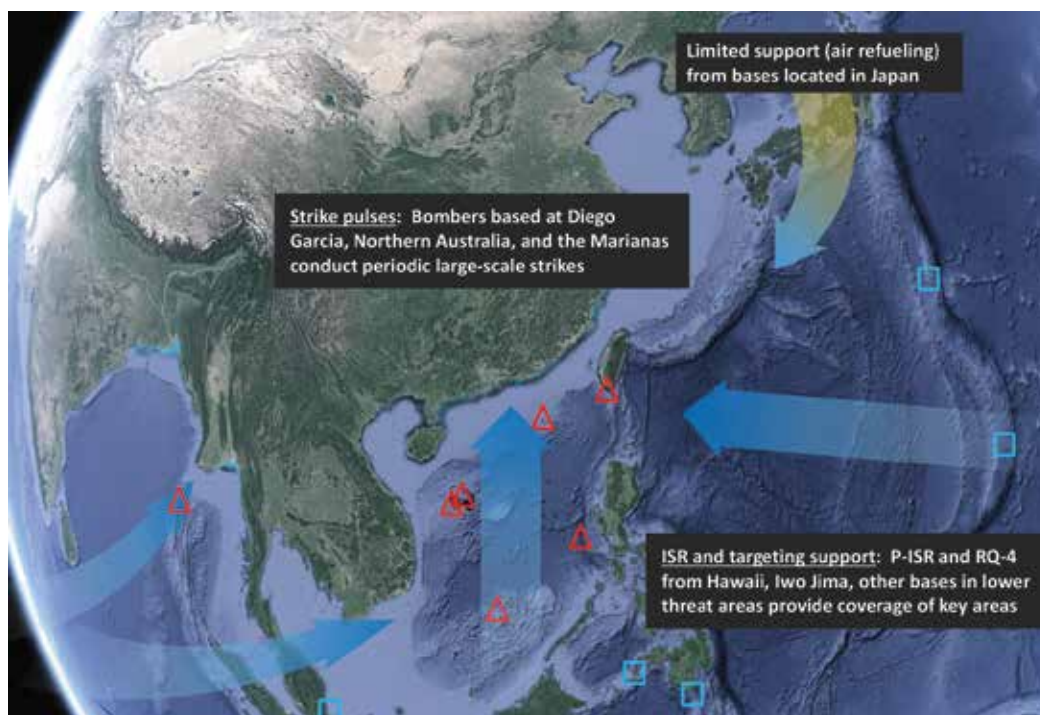 Limited support (air refueling)
from bases located in Japan
Strike pulses:  Bombers based at Diego
Garcia, Northern Australia, and the Marianas
conduct periodic large-scale strikes
ISR and targeting support:  P-ISR and RQ-4
from Hawaii, Iwo Jima, other bases in lower
threat areas provide coverage of key areas